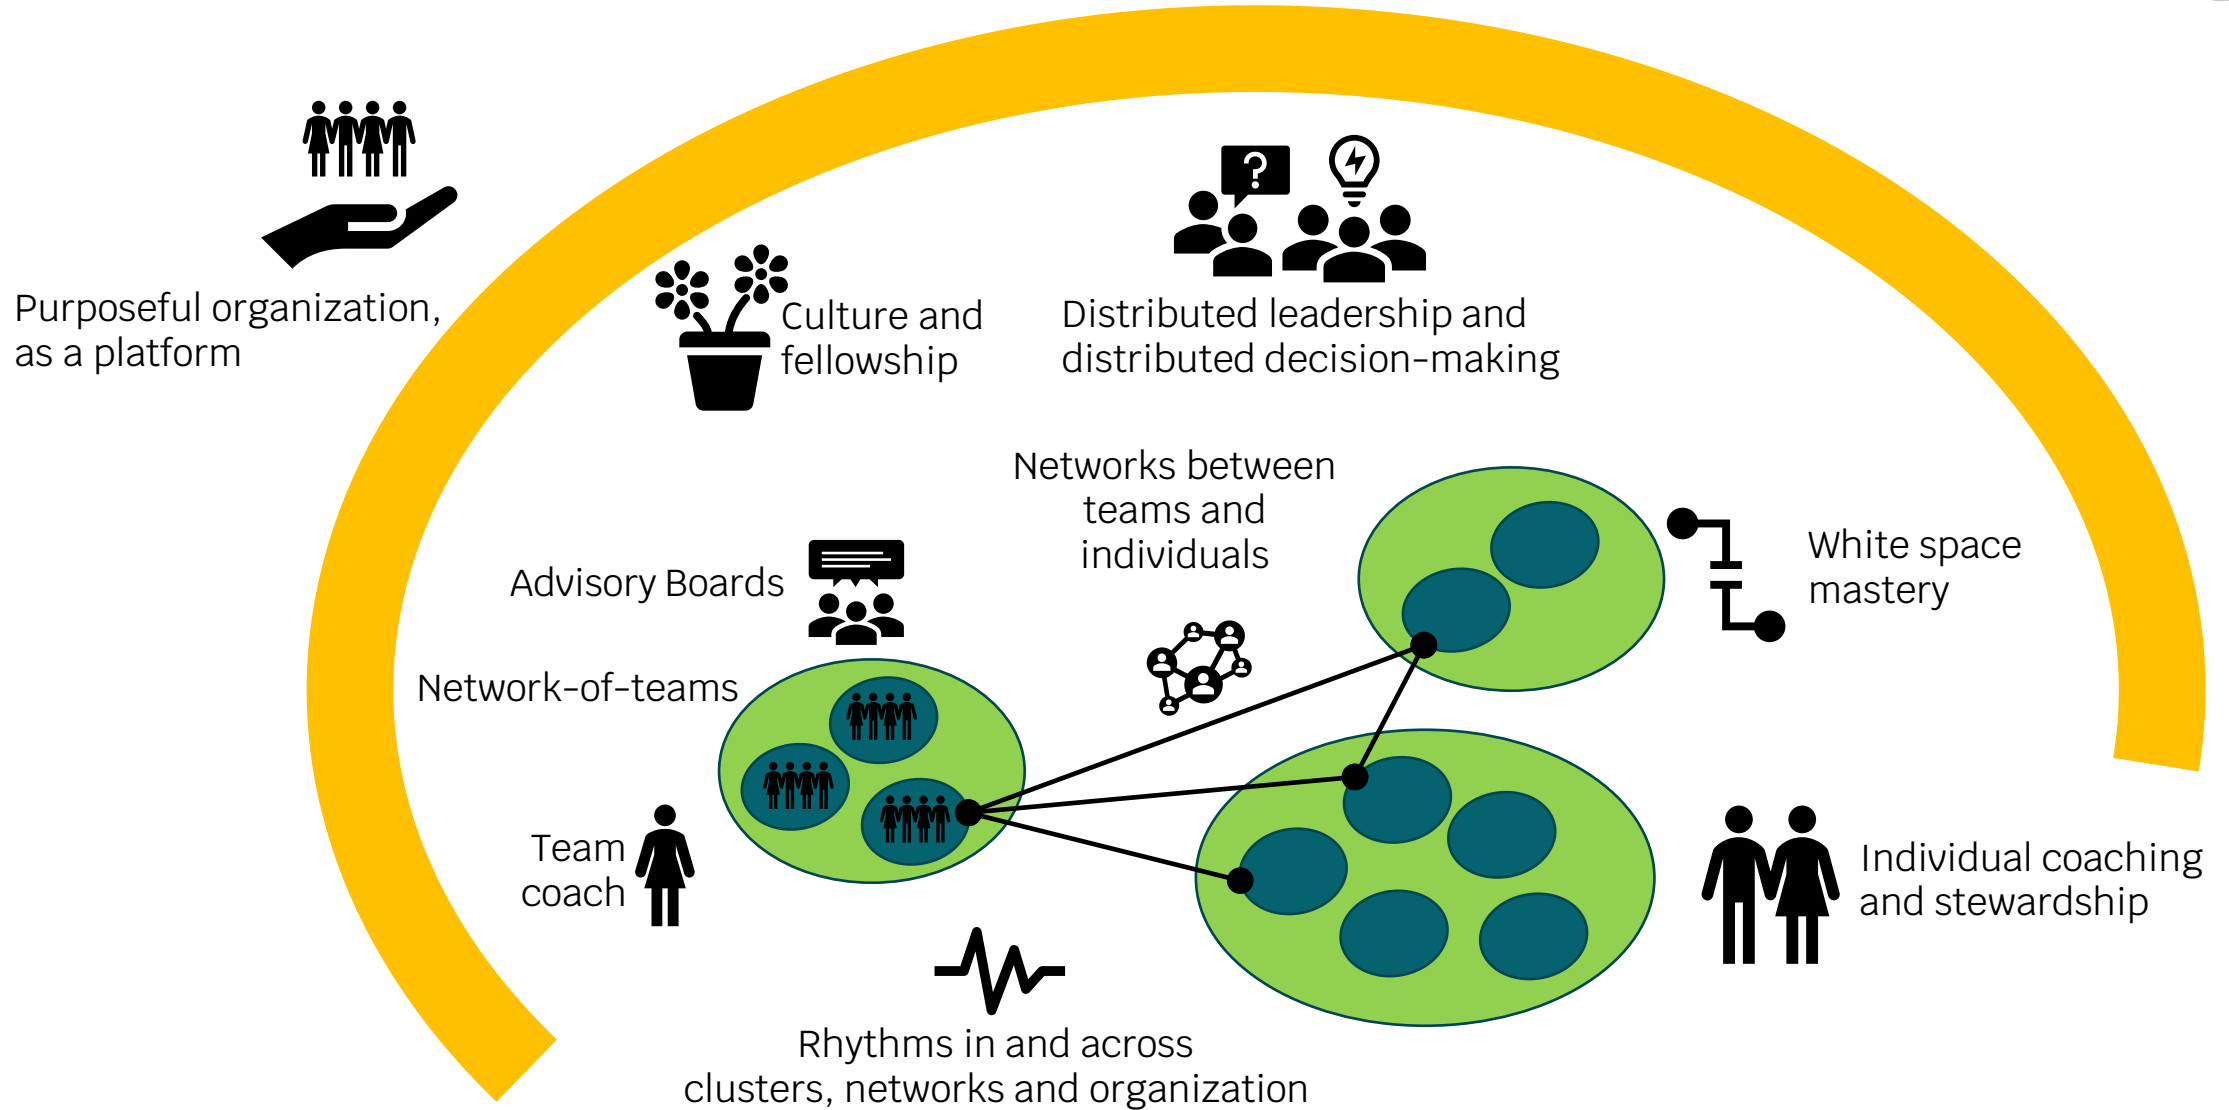 Purposeful organization,
as a platform
Culture and
fellowship
?
Distributed leadership and
distributed decision-making
Networks between
teams and
individuals
Advisory Boards
White space
mastery
Network-of-teams
Team
coach
Individual coaching
and stewardship
Rhythms in and across
clusters, networks and organization